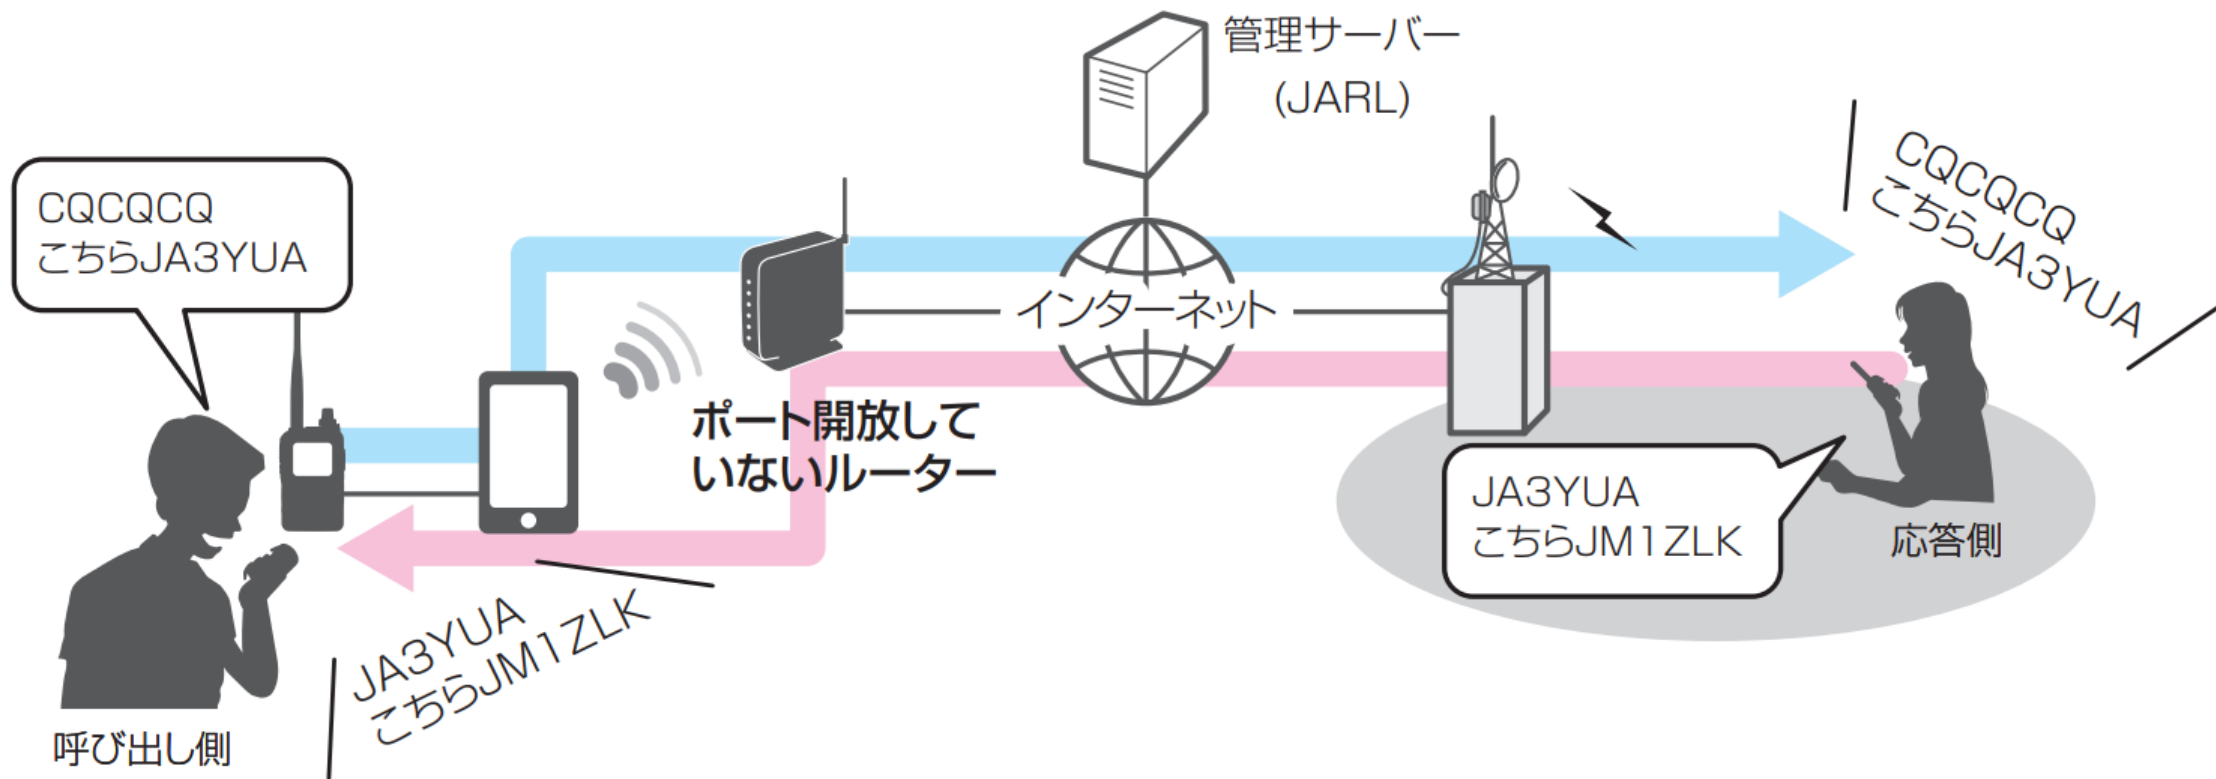 管理サーバー
(JARL)
CQCQCQ
こちらJA3YUA
CQCQCQ
こちらJA3YUA
インターネット
ポート開放して
いないルーター
JA3YUA
こちらJM1ZLK
応答側
JA3YUA
こちらJM1ZLK
呼び出し側